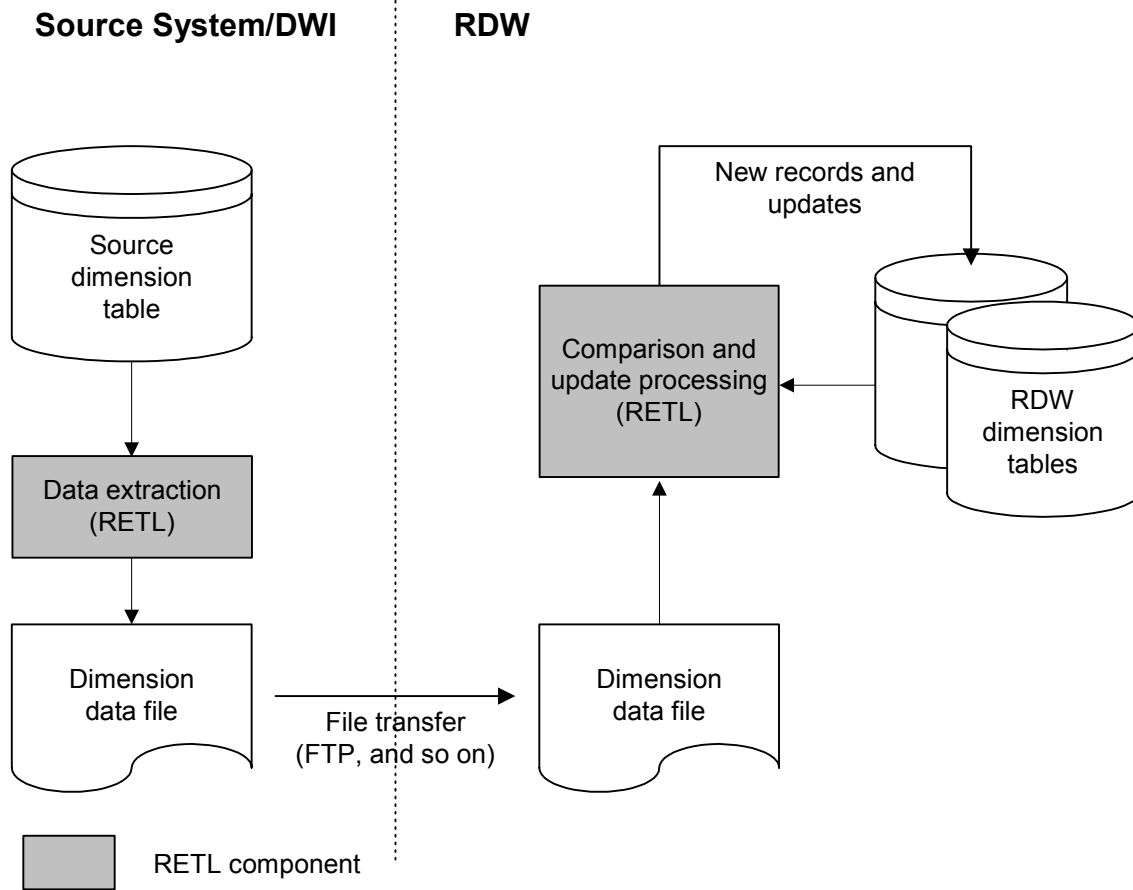 Source System/DWI
RDW
Source
dimension
table
Data extraction
(RETL)
Dimension
data file
File transfer
(FTP, and so on)
Dimension
data file
Comparison and
update processing
(RETL)
New records and
updates
RDW
dimension
tables
RETL component